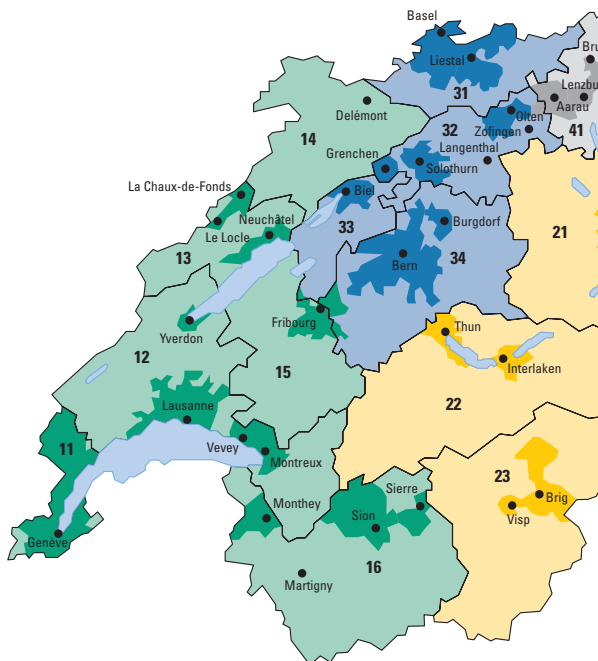 Basel
Bru
Liestal
Lenzbu
31
Aarau
Delémont
Olten
41
14
32
Zofingen
Grenchen
Langenthal
Solothurn
La Chaux-de-Fonds
Biel
Neuchâtel
Burgdorf
33
21
Le Locle
34
13
Bern
Fribourg
Thun
Yverdon
12
Interlaken
15
Lausanne
22
11
Vevey
Montreux
23
Sierre
Monthey
Brig
Sion
Visp
Genève
16
Martigny